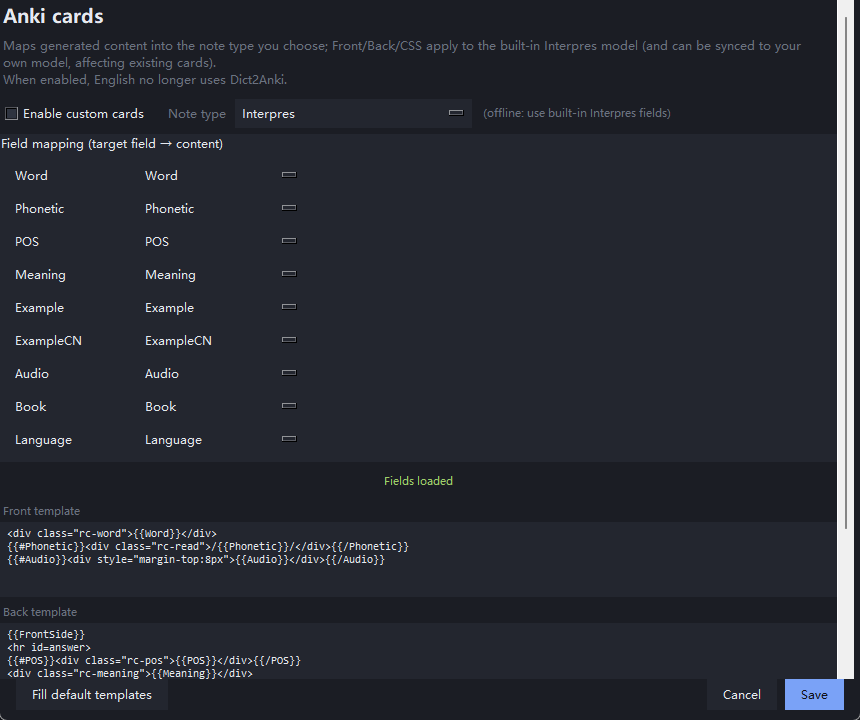 Anki cards
Maps generated content into the note type you choose; Front/Back/CSS apply to the built-in Interpres model (and can be synced to your
own model, affecting existing cards).
When enabled, English no longer uses Dict2Anki.
Enable custom cards Note type Interpres (offline: use built-in Interpres fields)
Field mapping (target field → content)
Word Word
Phonetic Phonetic
POS POS
Meaning Meaning
Example Example
ExampleCN ExampleCN
Audio Audio
Book Book
Language Language
Fields loaded
Front template
<div class="rc-word">{{Word}}</div>
{{#Phonetic}}<div class="rc-read">/{{Phonetic}}/</div>{{/Phonetic}}
{{#Audio}}<div style="margin-top:8px">{{Audio}}</div>{{/Audio}}
Back template
{{FrontSide}}
<hr id=answer>
{{#POS}}<div class="rc-pos">{{POS}}</div>{{/POS}}
<div class="rc-meaning">{{Meaning}}</div>
Fill default templates Cancel Save